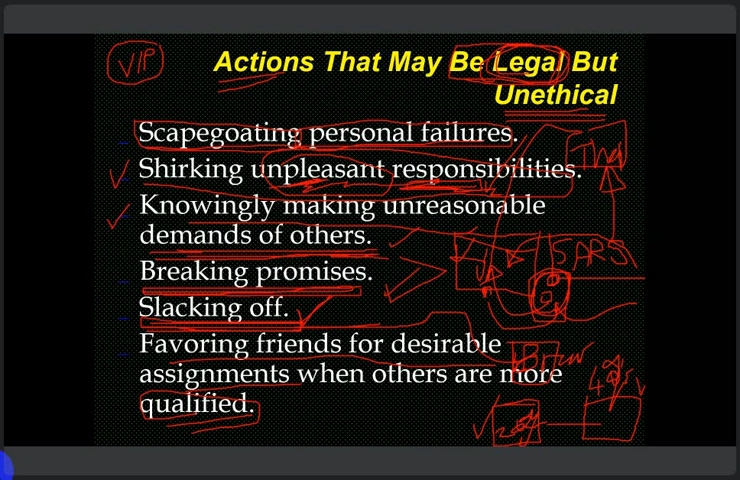 VIP
Actions That May Be Legal But
Unethical
Scapegoating personal failures.
Shirking unpleasant responsibilities.
Knowingly making unreasonable
demands of others.
Breaking promises.
Slacking off.
Favoring friends for desirable
assignments when others are more
qualified.
SARS